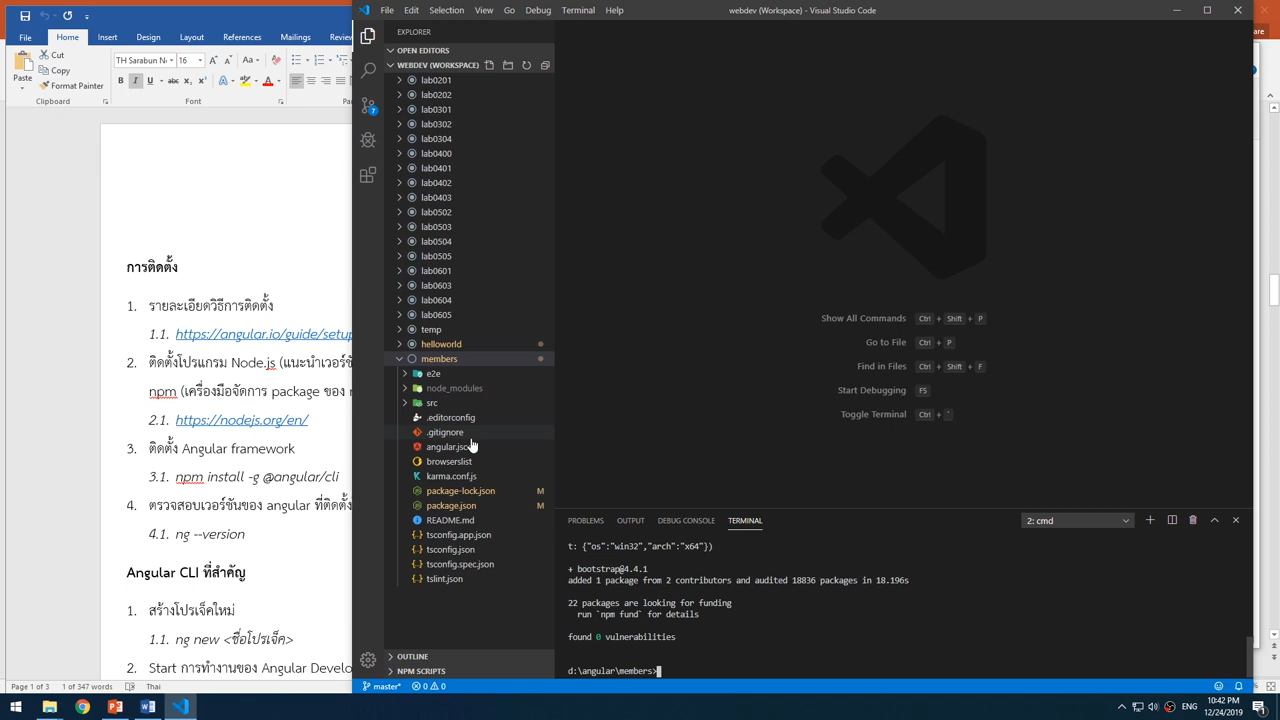 File
Home
Insert
Design
Layout
References
Mailings
Review
Paste
Cut
Copy
Format Painter
Clipboard
TH Sarabun N
16
Aa
Font
การติดตั้ง
1. รายละเอียดวิธีการติดตั้ง
1.1. https://angular.io/guide/setup
2. ติดตั้งโปรแกรม Node.js (แนะนำเวอร์ชั
npm (เครื่องมือจัดการ package ของ
2.1. https://nodejs.org/en/
3. ติดตั้ง Angular framework
3.1. npm install -g @angular/cli
4. ตรวจสอบเวอร์ชันของ angular ที่ติดตั้ง
4.1. ng --version
Angular CLI ที่สำคัญ
1. สร้างโปรเจ็คใหม่
1.1. ng new <ชื่อโปรเจ็ค>
2. Start การทำงานของ Angular Develo
Page 1 of 3
1 of 347 words
Thai
File Edit Selection View Go Debug Terminal Help
webdev (Workspace) - Visual Studio Code
EXPLORER
OPEN EDITORS
WEBDEV (WORKSPACE)
lab0201
lab0202
lab0301
lab0302
lab0304
lab0400
lab0401
lab0402
lab0403
lab0502
lab0503
lab0504
lab0505
lab0601
lab0603
lab0604
lab0605
temp
helloworld
members
e2e
node_modules
src
.editorconfig
.gitignore
angular.jso
browserslist
karma.conf.js
package-lock.json M
package.json M
README.md
tsconfig.app.json
tsconfig.json
tsconfig.spec.json
tslint.json
OUTLINE
NPM SCRIPTS
7
Show All Commands Ctrl + Shift + P
Go to File Ctrl + P
Find in Files Ctrl + Shift + F
Start Debugging F5
Toggle Terminal Ctrl + `
PROBLEMS OUTPUT DEBUG CONSOLE TERMINAL
2: cmd
t: {"os":"win32","arch":"x64"})
+ bootstrap@4.4.1
added 1 package from 2 contributors and audited 18836 packages in 18.196s
22 packages are looking for funding
run `npm fund` for details
found 0 vulnerabilities
d:\angular\members>
master* 0 0
ENG
10:42 PM
12/24/2019